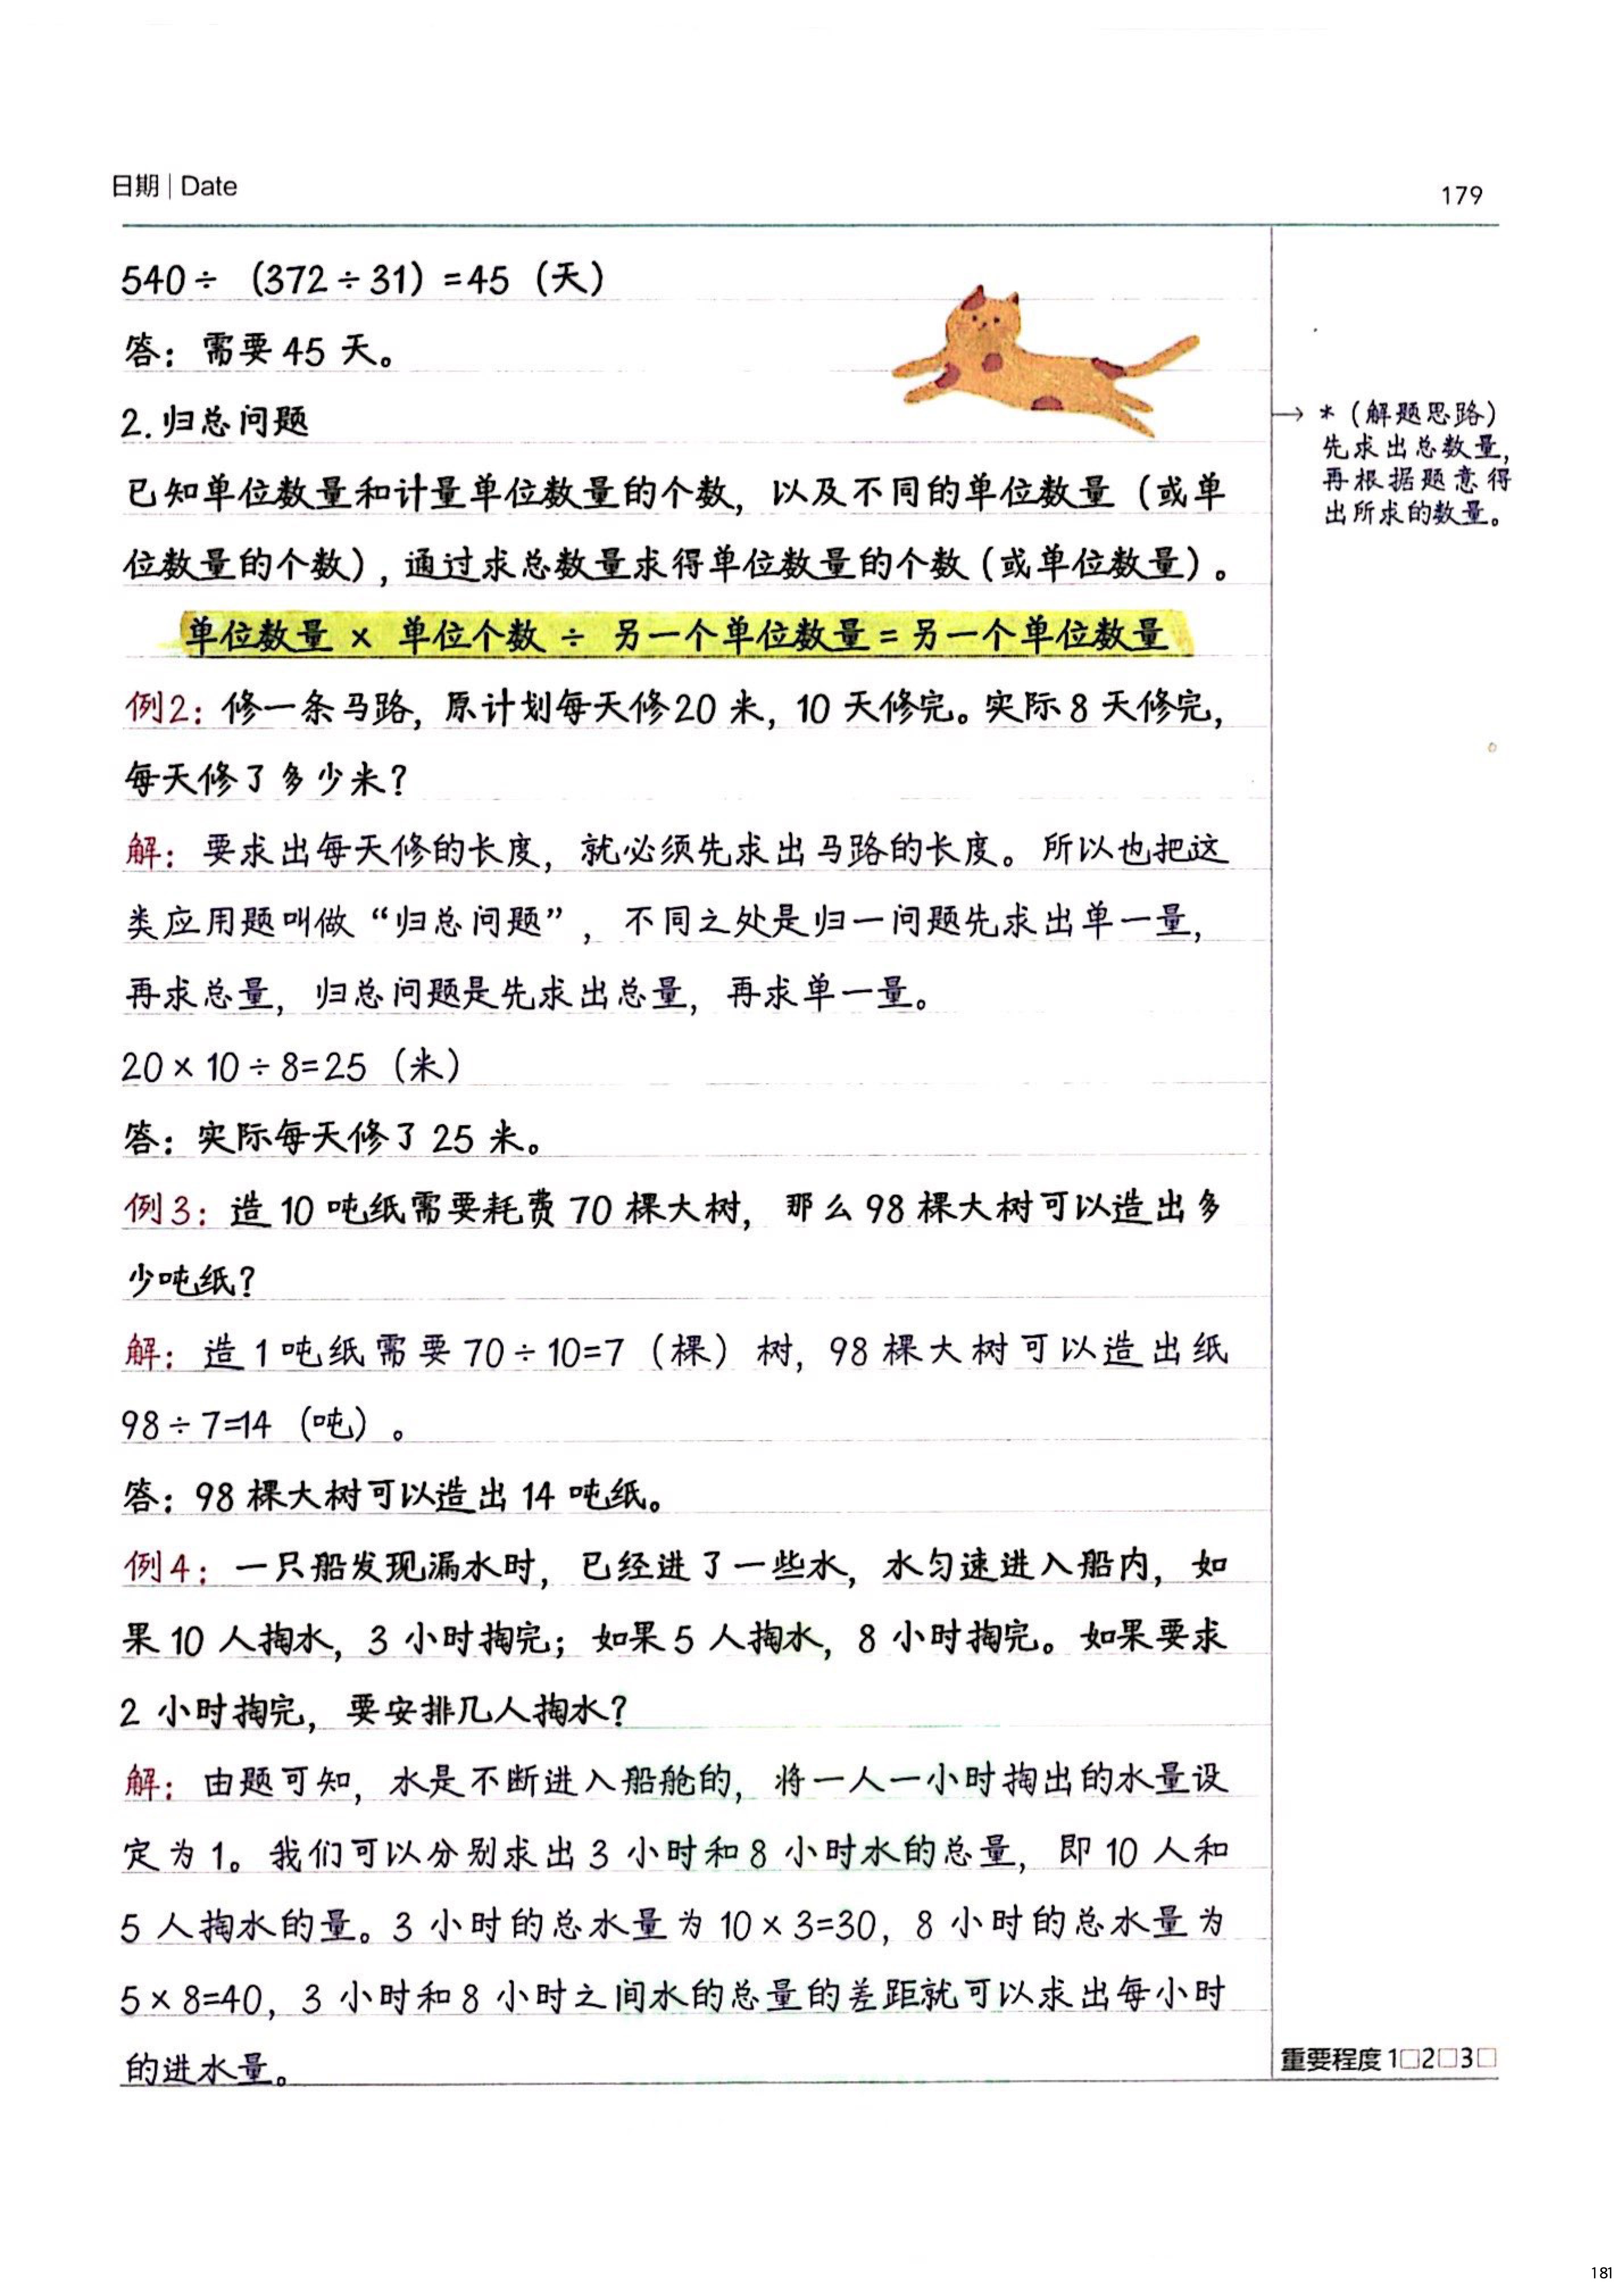 日期 | Date
179
540÷（372÷31）=45（天）
答：需要45天。
2.归总问题
已知单位数量和计量单位数量的个数，以及不同的单位数量（或单
位数量的个数），通过求总数量求得单位数量的个数（或单位数量）。
单位数量 × 单位个数 ÷ 另一个单位数量=另一个单位数量
→ *（解题思路）
先求出总数量，
再根据题意得
出所求的数量。
例2：修一条马路，原计划每天修20米，10天修完。实际8天修完，
每天修了多少米？
解：要求出每天修的长度，就必须先求出马路的长度。所以也把这
类应用题叫做“归总问题”，不同之处是归一问题先求出单一量，
再求总量，归总问题是先求出总量，再求单一量。
20×10÷8=25（米）
答：实际每天修了25米。
例3：造10吨纸需要耗费70棵大树，那么98棵大树可以造出多
少吨纸？
解：造1吨纸需要70÷10=7（棵）树，98棵大树可以造出纸
98÷7=14（吨）。
答：98棵大树可以造出14吨纸。
例4：一只船发现漏水时，已经进了一些水，水匀速进入船内，如
果10人掏水，3小时掏完；如果5人掏水，8小时掏完。如果要求
2小时掏完，要安排几人掏水？
解：由题可知，水是不断进入船舱的，将一人一小时掏出的水量设
定为1。我们可以分别求出3小时和8小时水的总量，即10人和
5人掏水的量。3小时的总水量为10×3=30，8小时的总水量为
5×8=40，3小时和8小时之间水的总量的差距就可以求出每小时
的进水量。
重要程度1□2□3□
181